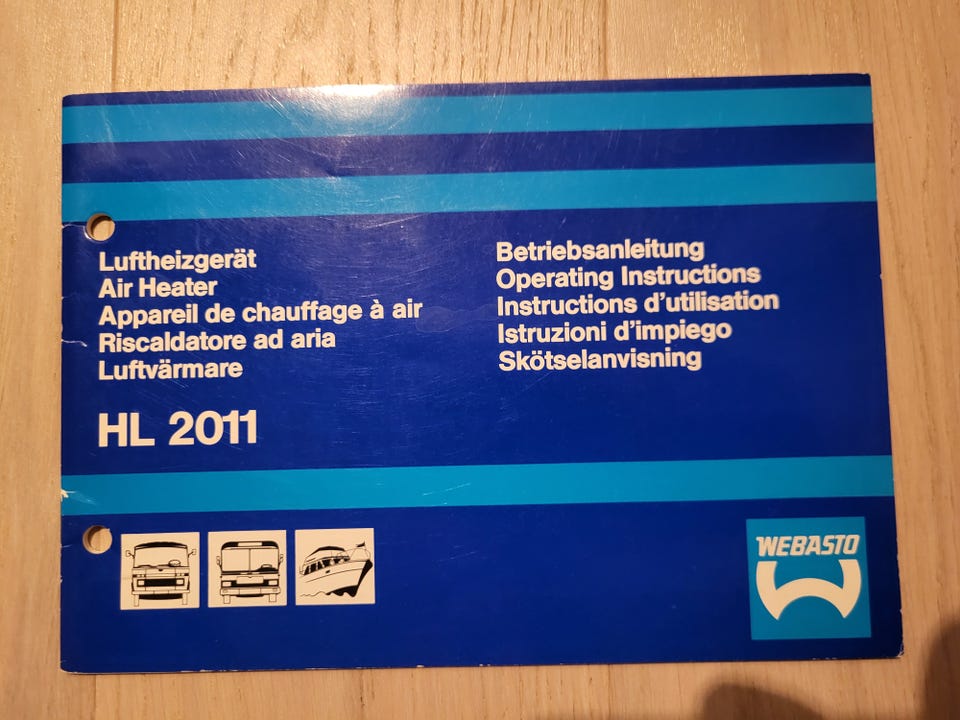 Luftheizgerät
Air Heater
Appareil de chauffage à air
Riscaldatore ad aria
Luftvärmare
HL 2011
Betriebsanleitung
Operating Instructions
Instructions d'utilisation
Istruzioni d'impiego
Skötselanvisning
WEBASTO